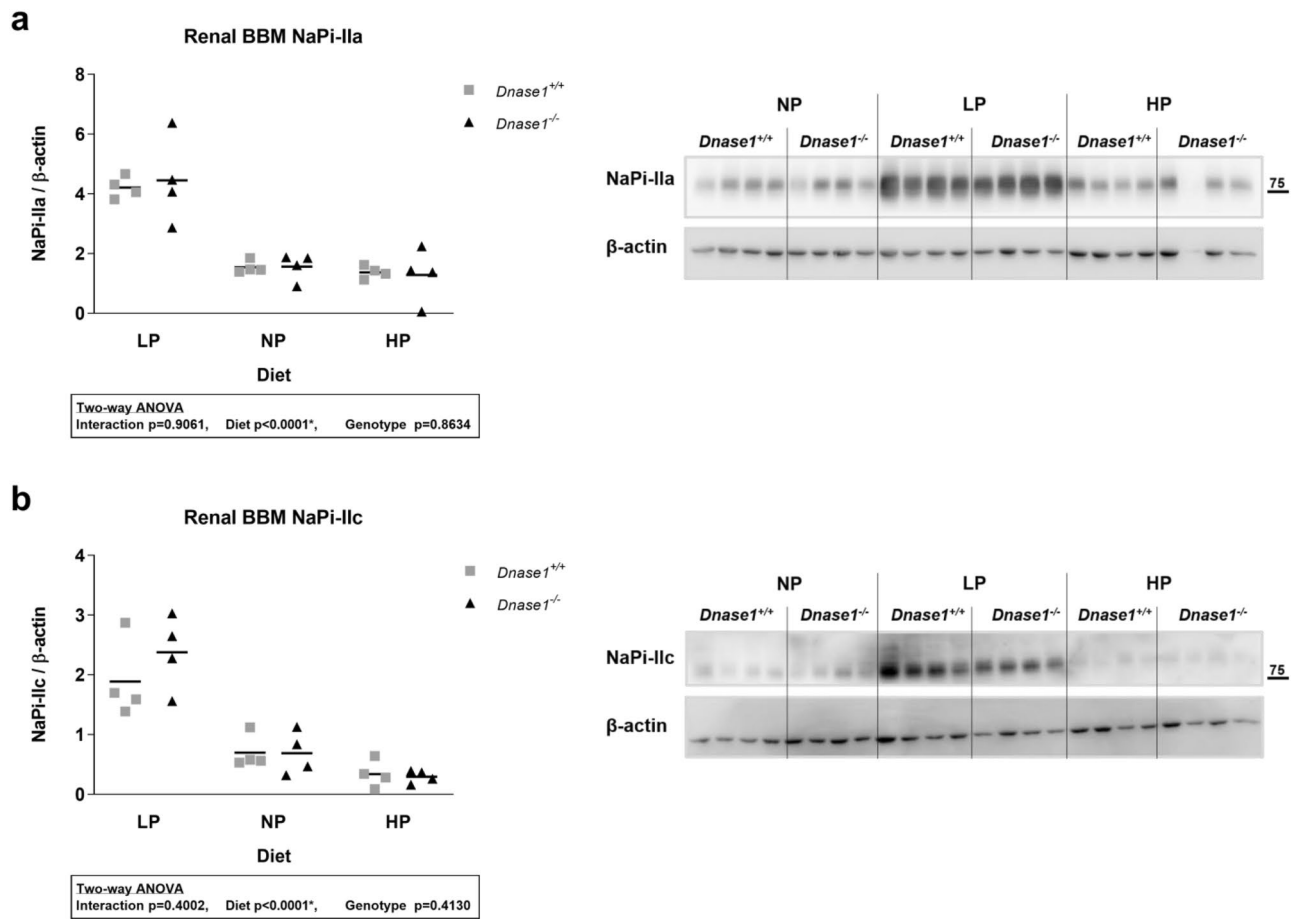 a
Renal BBM NaPi-IIa
NaPi-IIa / β-actin
8
6
4
2
0
LP NP HP
Diet
Dnase1+/+
Dnase1-/-
Two-way ANOVA
Interaction p=0.9061, Diet p<0.0001*, Genotype p=0.8634
NP LP HP
Dnase1+/+ Dnase1-/- Dnase1+/+ Dnase1-/- Dnase1+/+ Dnase1-/-
NaPi-IIa
75
β-actin
b
Renal BBM NaPi-IIc
NaPi-IIc / β-actin
4
3
2
1
0
LP NP HP
Diet
Dnase1+/+
Dnase1-/-
Two-way ANOVA
Interaction p=0.4002, Diet p<0.0001*, Genotype p=0.4130
NP LP HP
Dnase1+/+ Dnase1-/- Dnase1+/+ Dnase1-/- Dnase1+/+ Dnase1-/-
NaPi-IIc
75
β-actin